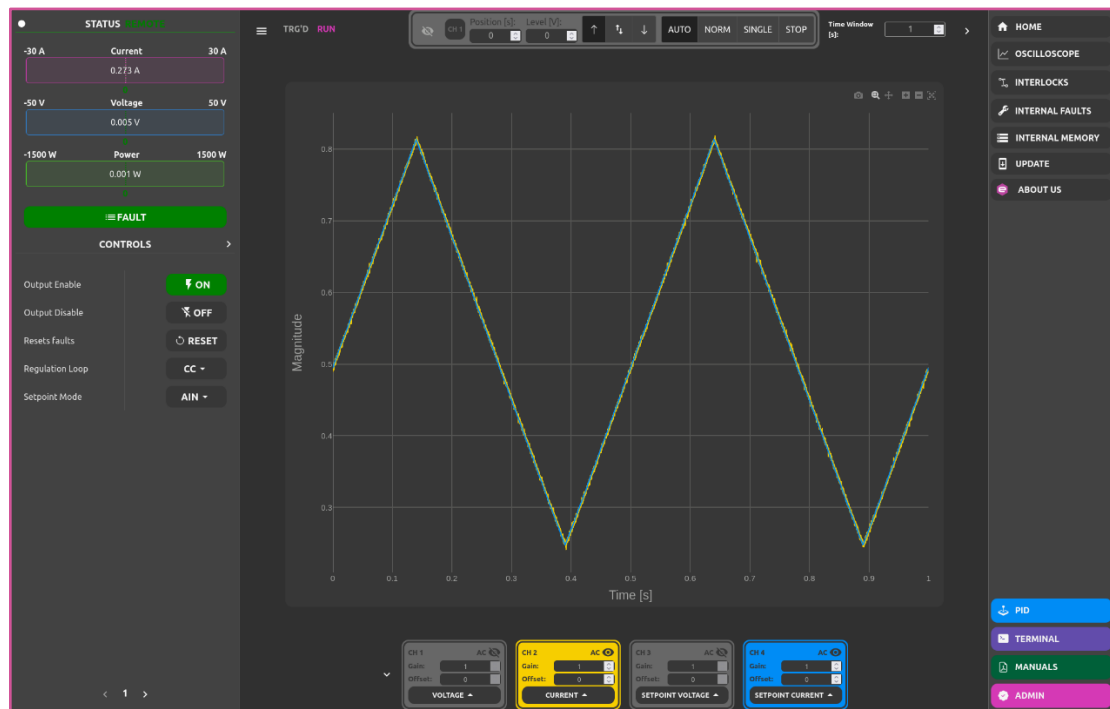 STATUS REMOTE
-30 A Current 30 A
0.273 A
-50 V Voltage 50 V
0.005 V
-1500 W Power 1500 W
0.001 W
FAULT
CONTROLS
Output Enable ON
Output Disable OFF
Resets faults RESET
Regulation Loop CC
Setpoint Mode AIN
< 1 >
TRG'D RUN
CH 1
Position [s]: Level [V]:
0 0
AUTO NORM SINGLE STOP
Time Window
[s]:
1
Magnitude
0.8
0.7
0.6
0.5
0.4
0.3
0 0.1 0.2 0.3 0.4 0.5 0.6 0.7 0.8 0.9 1
Time [s]
CH 1 AC
Gain: 1
Offset: 0
VOLTAGE
CH 2 AC
Gain: 1
Offset: 0
CURRENT
CH 3 AC
Gain: 1
Offset: 0
SETPOINT VOLTAGE
CH 4 AC
Gain: 1
Offset: 0
SETPOINT CURRENT
HOME
OSCILLOSCOPE
INTERLOCKS
INTERNAL FAULTS
INTERNAL MEMORY
UPDATE
ABOUT US
PID
TERMINAL
MANUALS
ADMIN